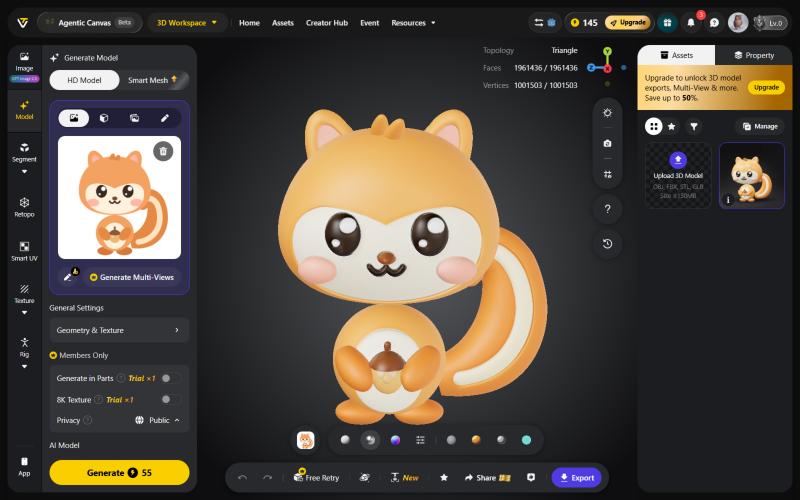 Agentic Canvas Beta
3D Workspace
Home
Assets
Creator Hub
Event
Resources
145
Upgrade
Lv.0
Image
Model
Segment
Retopo
Smart UV
Texture
Rig
App
Generate Model
HD Model
Smart Mesh
Generate Multi-Views
General Settings
Geometry & Texture
Members Only
Generate in Parts ? Trial ×1
8K Texture ? Trial ×1
Privacy ? Public
AI Model
Generate 55
Topology Triangle
Faces 1961436 / 1961436
Vertices 1001503 / 1001503
Y
Z X
?
Free Retry
New
Share
Export
Assets
Property
Upgrade to unlock 3D model
exports, Multi-View & more.
Save up to 50%.
Upgrade
Manage
Upload 3D Model
OBJ, FBX, STL, GLB
Size ≤150MB